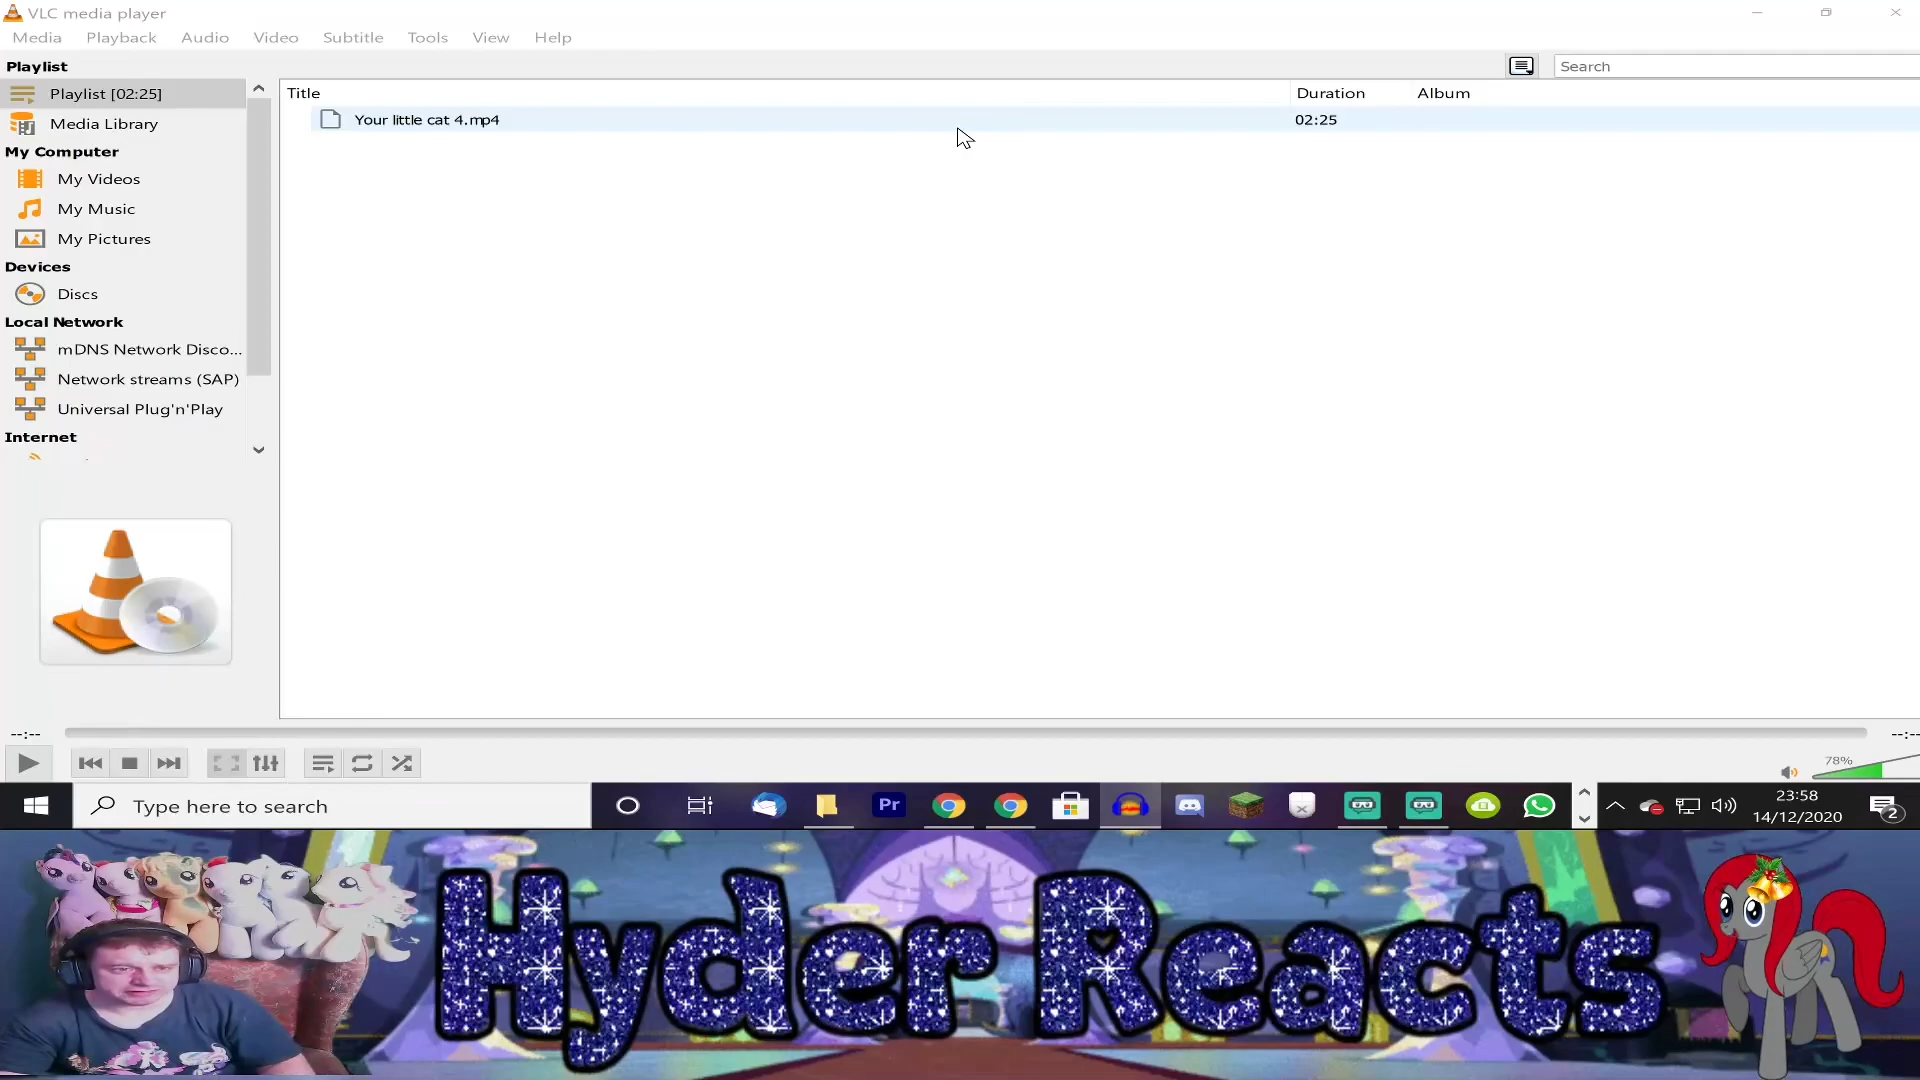 VLC media player
Media Playback Audio Video Subtitle Tools View Help
Playlist
Search
Playlist [02:25]
Title Duration Album
Your little cat 4.mp4 02:25
Media Library
My Computer
My Videos
My Music
My Pictures
Devices
Discs
Local Network
mDNS Network Disco...
Network streams (SAP)
Universal Plug'n'Play
Internet
--:--
--:--
78%
Type here to search
Pr
23:58
14/12/2020
2
Hyder Reacts